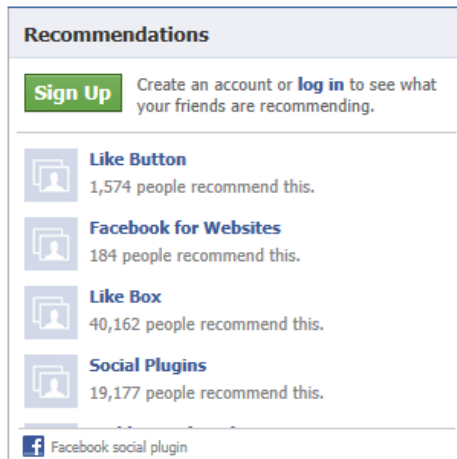 Recommendations
Sign Up
Create an account or log in to see what
your friends are recommending.
Like Button
1,574 people recommend this.
Facebook for Websites
184 people recommend this.
Like Box
40,162 people recommend this.
Social Plugins
19,177 people recommend this.
Facebook social plugin